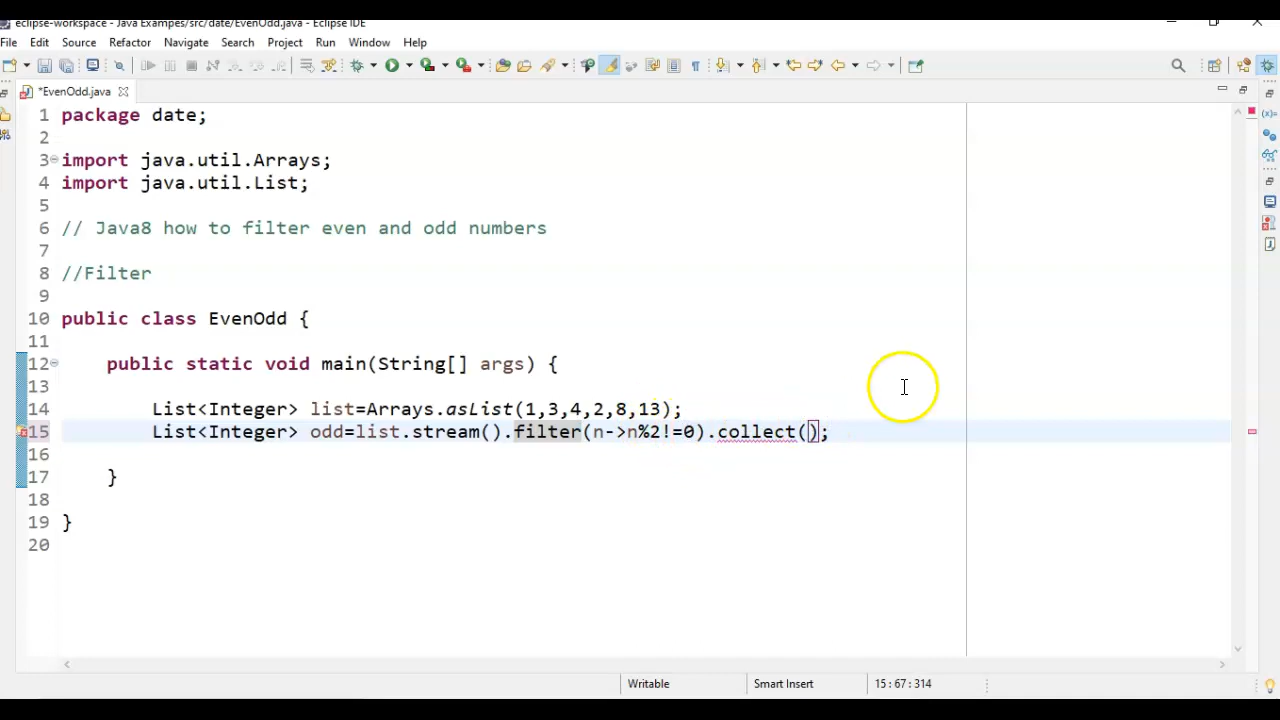 eclipse-workspace - Java Exampes/src/date/EvenOdd.java - Eclipse IDE
File Edit Source Refactor Navigate Search Project Run Window Help
*EvenOdd.java
1 package date;
2
3 import java.util.Arrays;
4 import java.util.List;
5
6 // Java8 how to filter even and odd numbers
7
8 //Filter
9
10 public class EvenOdd {
11
12 public static void main(String[] args) {
13
14 List<Integer> list=Arrays.asList(1,3,4,2,8,13);
15 List<Integer> odd=list.stream().filter(n->n%2!=0).collect();
16
17 }
18
19 }
20
Writable Smart Insert 15:67:314